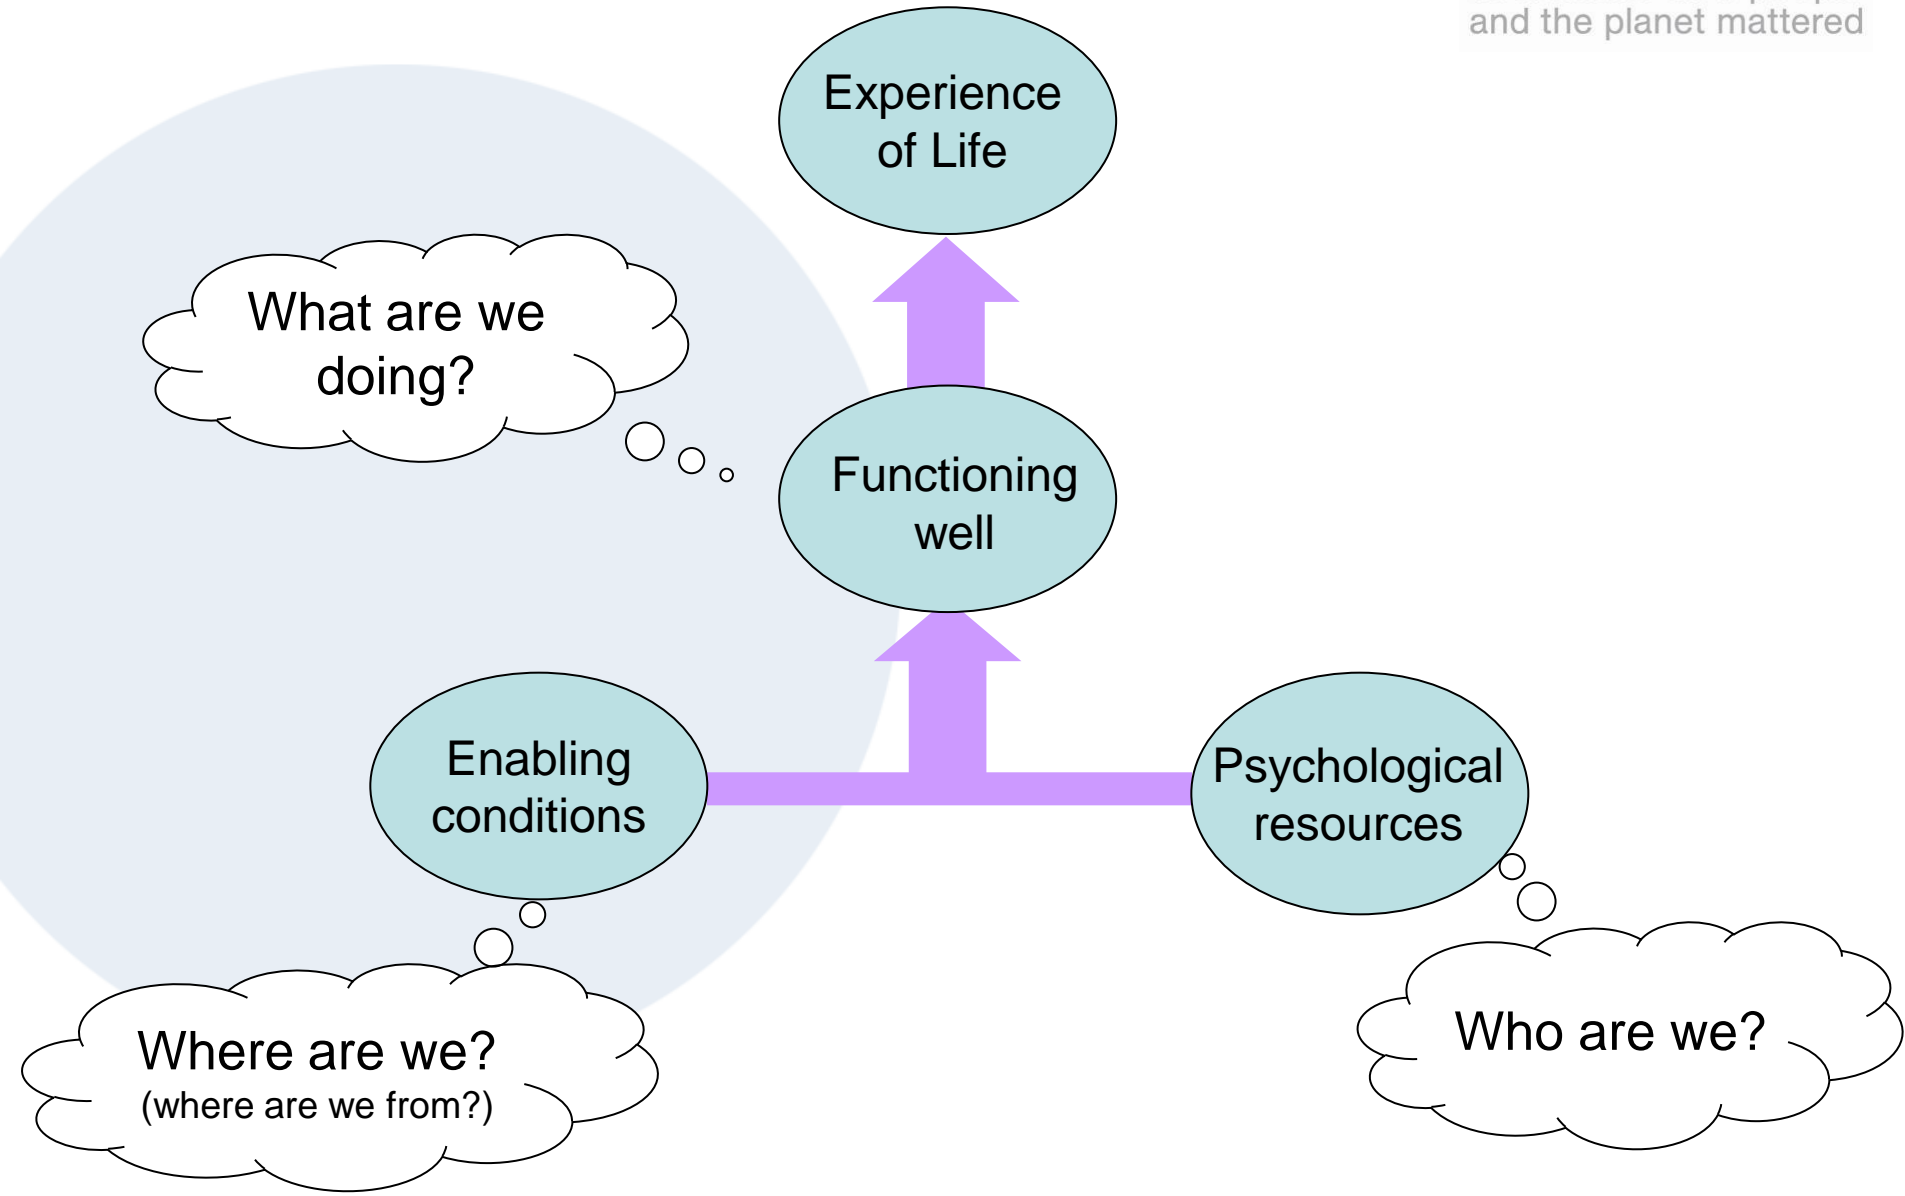 and the planet mattered
Experience
of Life
What are we
doing?
Functioning
well
Enabling
conditions
Psychological
resources
Where are we?
(where are we from?)
Who are we?